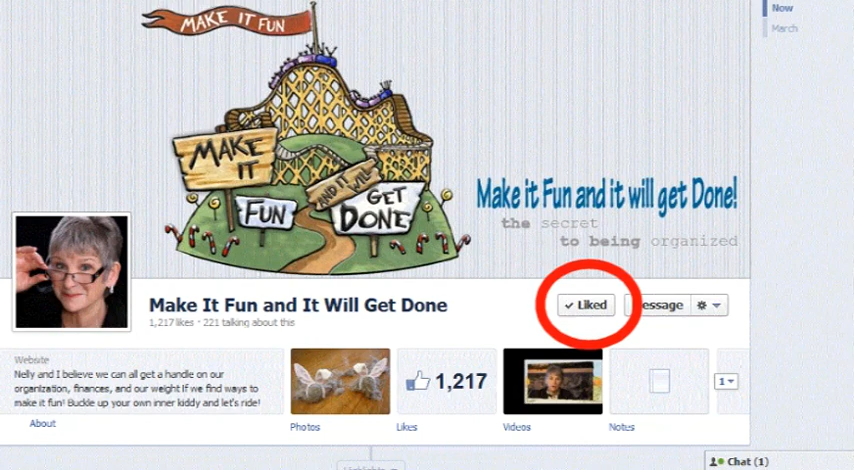 Now
March
MAKE IT FUN
MAKE
IT
FUN
AND IT WILL
GET
DONE
Make it Fun and it will get Done!
the secret
to being organized
Make It Fun and It Will Get Done
1,217 likes · 221 talking about this
Liked
Message
Website
Nelly and I believe we can all get a handle on our
organization, finances, and our weight if we find ways to
make it fun! Buckle up your own inner kiddy and let's ride!
About
Photos
1,217
Likes
Videos
Notes
1
Highlights
Chat (1)